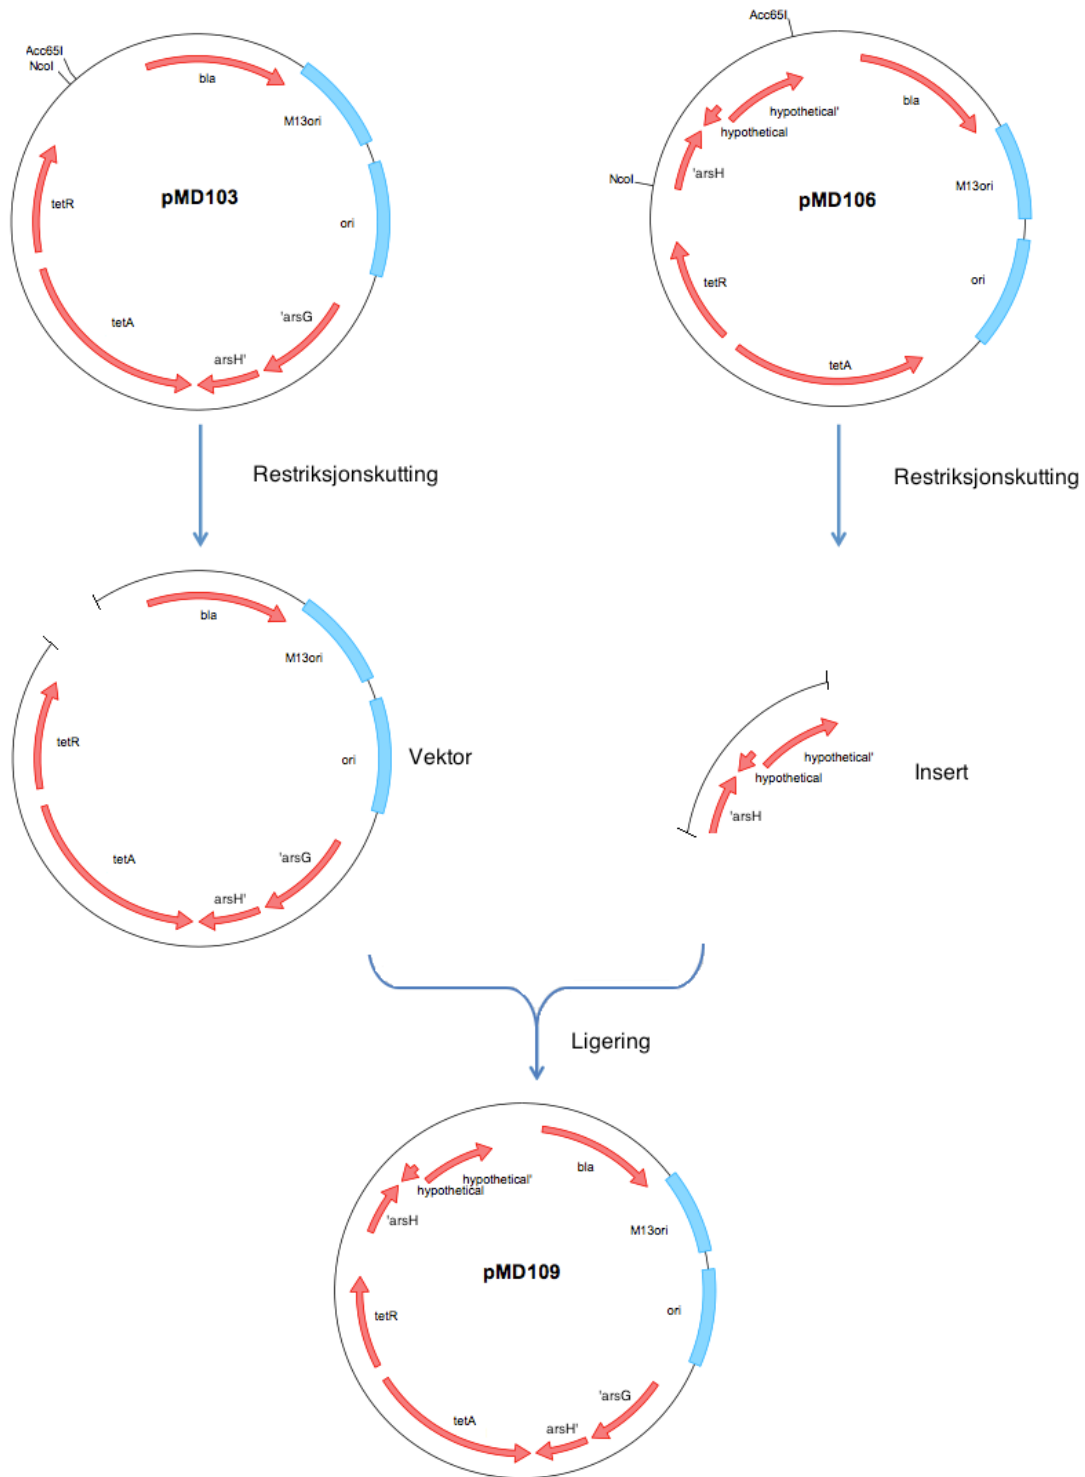 Acc65I
NcoI
bla
M13ori
tetR
pMD103
ori
'arsG
tetA
arsH'
Acc65I
bla
hypothetical'
hypothetical
'arsH
NcoI
M13ori
pMD106
tetR
ori
tetA
Restriksjonskutting
Restriksjonskutting
bla
M13ori
tetR
ori
Vektor
tetA
'arsG
arsH'
hypothetical'
hypothetical
'arsH
Insert
Ligering
bla
hypothetical'
hypothetical
'arsH
M13ori
pMD109
tetR
ori
'arsG
tetA
arsH'